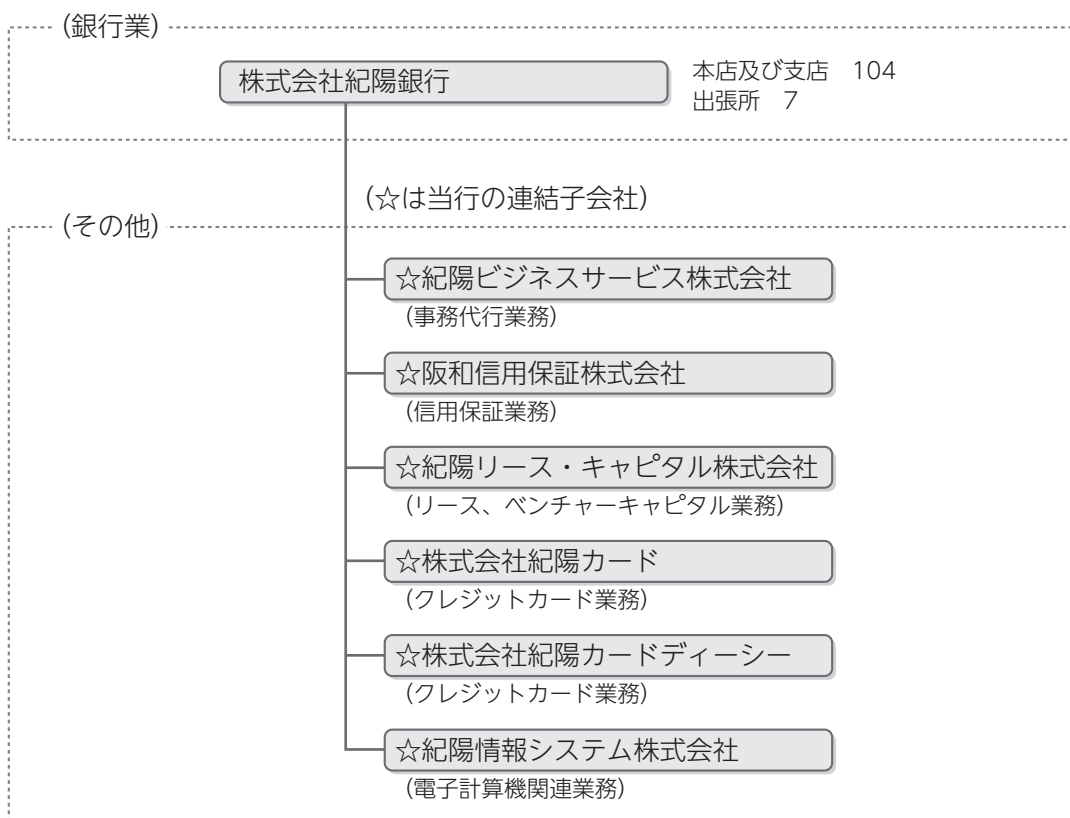 (銀行業)
株式会社紀陽銀行
本店及び支店　104
出張所　7
(☆は当行の連結子会社)
(その他)
☆紀陽ビジネスサービス株式会社
(事務代行業務)
☆阪和信用保証株式会社
(信用保証業務)
☆紀陽リース・キャピタル株式会社
(リース、ベンチャーキャピタル業務)
☆株式会社紀陽カード
(クレジットカード業務)
☆株式会社紀陽カードディーシー
(クレジットカード業務)
☆紀陽情報システム株式会社
(電子計算機関連業務)